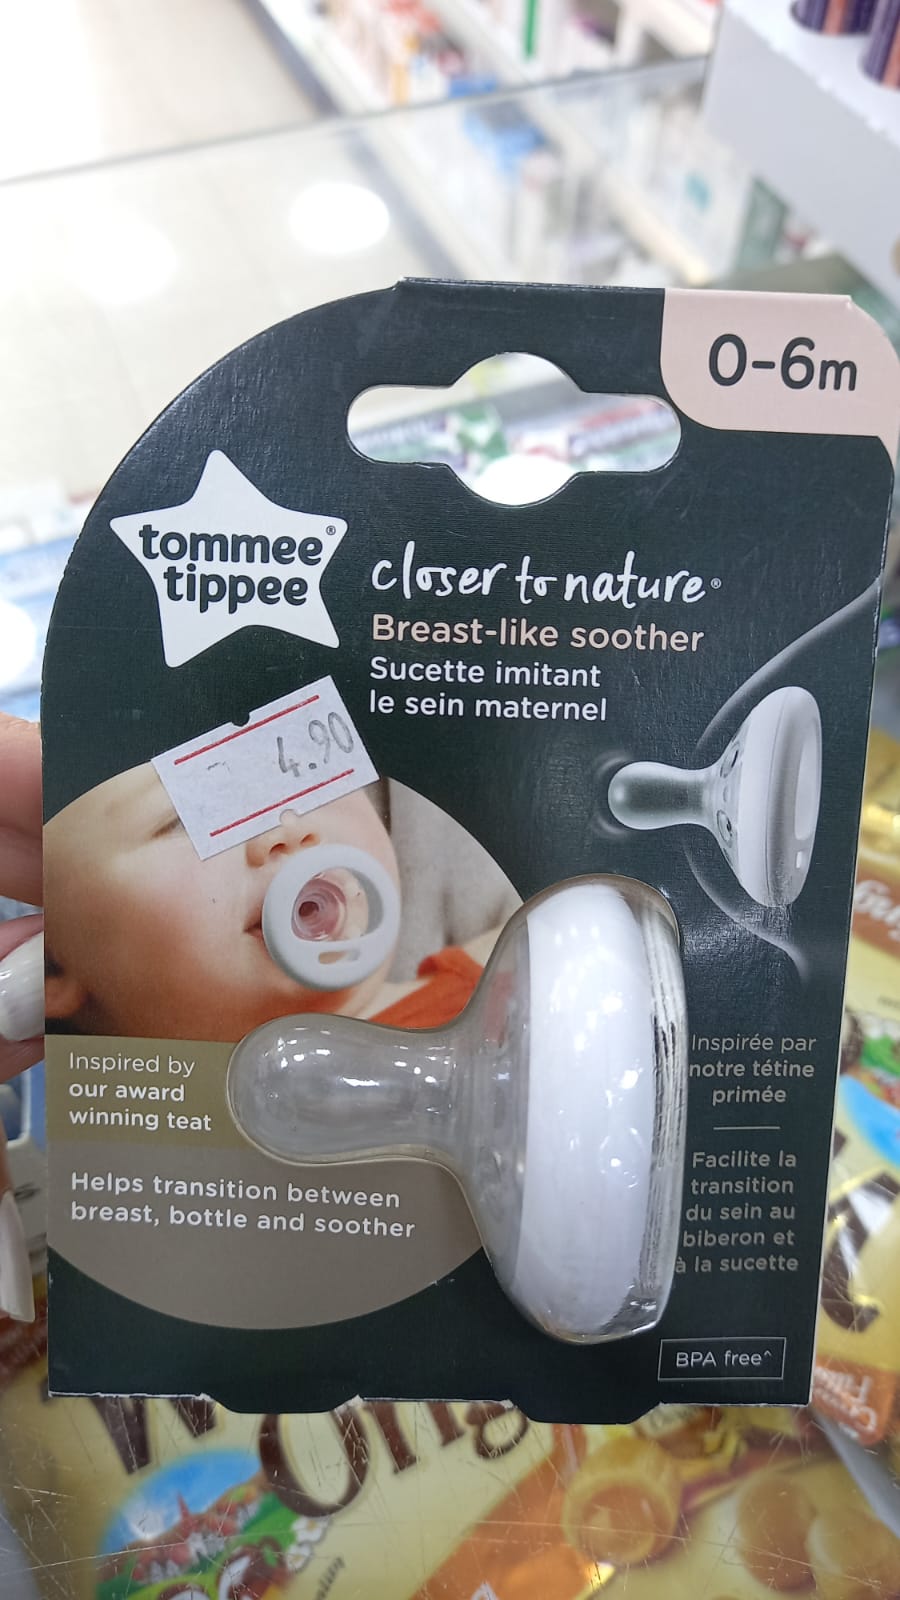 0-6m
tommee®
tippee
closer to nature®
Breast-like soother
Sucette imitant
le sein maternel
4.90
Inspired by
our award
winning teat
Helps transition between
breast, bottle and soother
Inspirée par
notre tétine
primée
Facilite la
transition
du sein au
biberon et
à la sucette
BPA free^